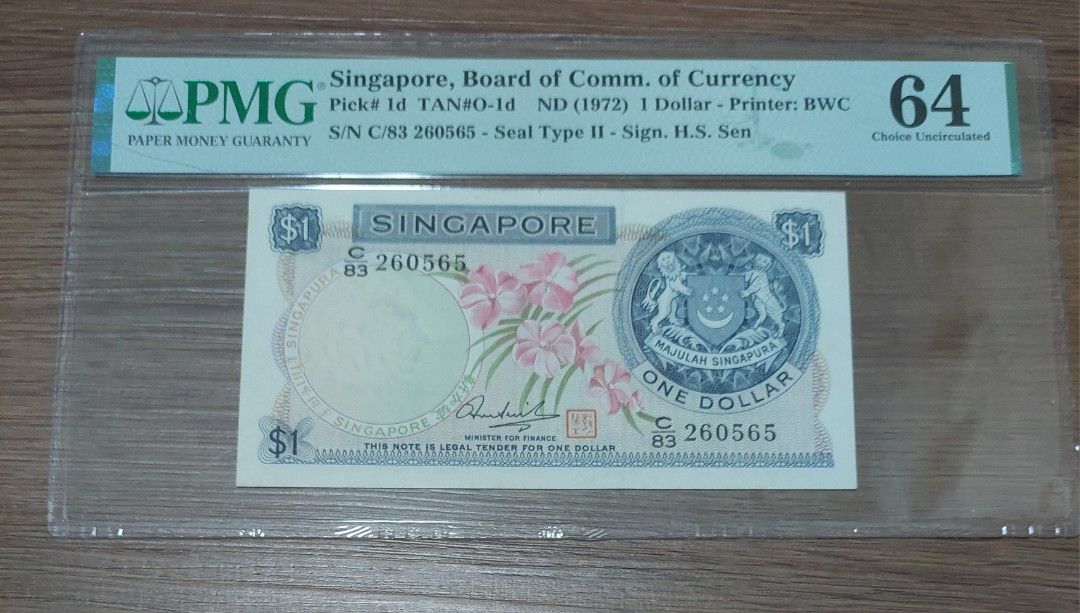 PMG®
PAPER MONEY GUARANTY
Singapore, Board of Comm. of Currency
Pick# 1d TAN#O-1d ND (1972) 1 Dollar - Printer: BWC
S/N C/83 260565 - Seal Type II - Sign. H.S. Sen
64
Choice Uncirculated
$1
SINGAPORE
$1
C/83 260565
SINGAPURA
SINGAPORE
MAJULAH SINGAPURA
ONE DOLLAR
MINISTER FOR FINANCE
C/83 260565
$1
THIS NOTE IS LEGAL TENDER FOR ONE DOLLAR